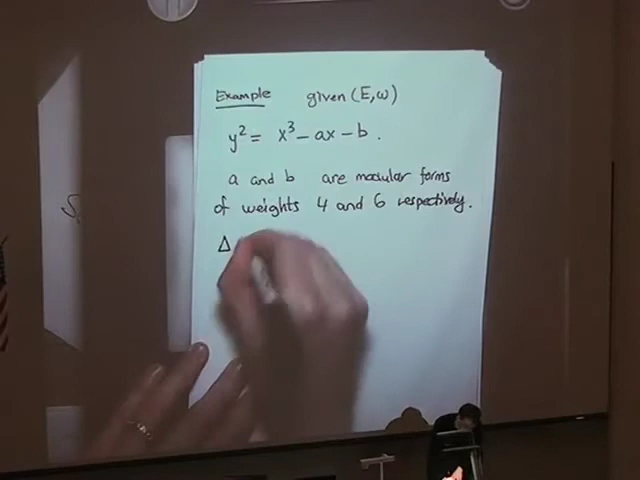 Example given (E,ω)
y² = x³ – ax – b .
a and b are modular forms
of weights 4 and 6 respectively.
Δ